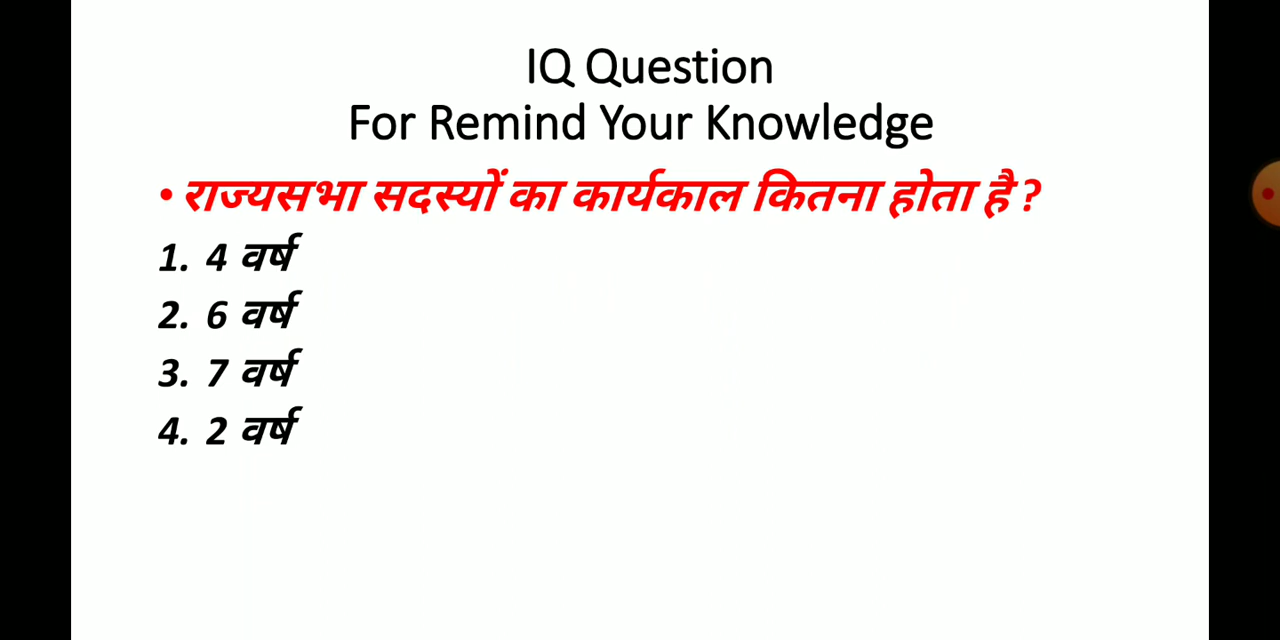 IQ Question
For Remind Your Knowledge
• राज्यसभा सदस्यों का कार्यकाल कितना होता है ?
1. 4 वर्ष
2. 6 वर्ष
3. 7 वर्ष
4. 2 वर्ष